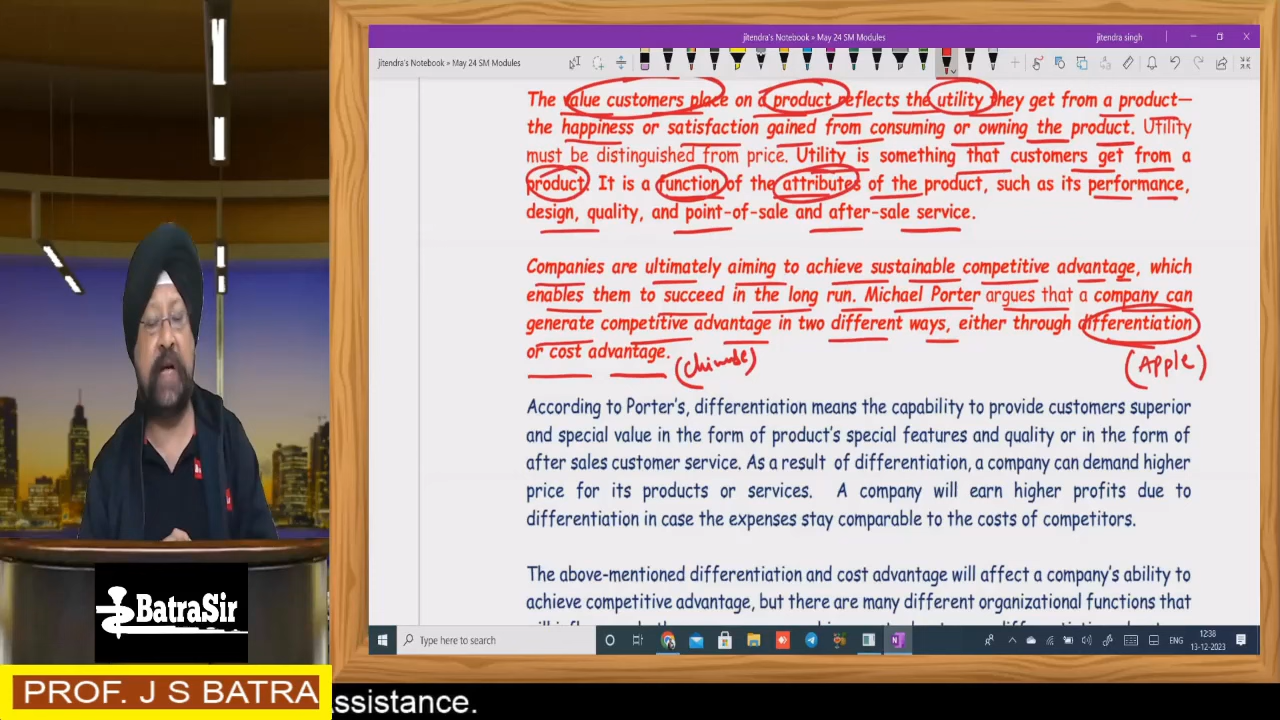 jitendra's Notebook » May 24 SM Modules
jitendra singh
jitendra's Notebook » May 24 SM Modules
The value customers place on a product reflects the utility they get from a product—
the happiness or satisfaction gained from consuming or owning the product. Utility
must be distinguished from price. Utility is something that customers get from a
product. It is a function of the attributes of the product, such as its performance,
design, quality, and point-of-sale and after-sale service.
Companies are ultimately aiming to achieve sustainable competitive advantage, which
enables them to succeed in the long run. Michael Porter argues that a company can
generate competitive advantage in two different ways, either through differentiation
or cost advantage.
(Apple)
According to Porter's, differentiation means the capability to provide customers superior
and special value in the form of product's special features and quality or in the form of
after sales customer service. As a result of differentiation, a company can demand higher
price for its products or services. A company will earn higher profits due to
differentiation in case the expenses stay comparable to the costs of competitors.
The above-mentioned differentiation and cost advantage will affect a company's ability to
achieve competitive advantage, but there are many different organizational functions that
Type here to search
ENG
12:38
13-12-2023
BatraSir
PROF. J S BATRA
ssistance.